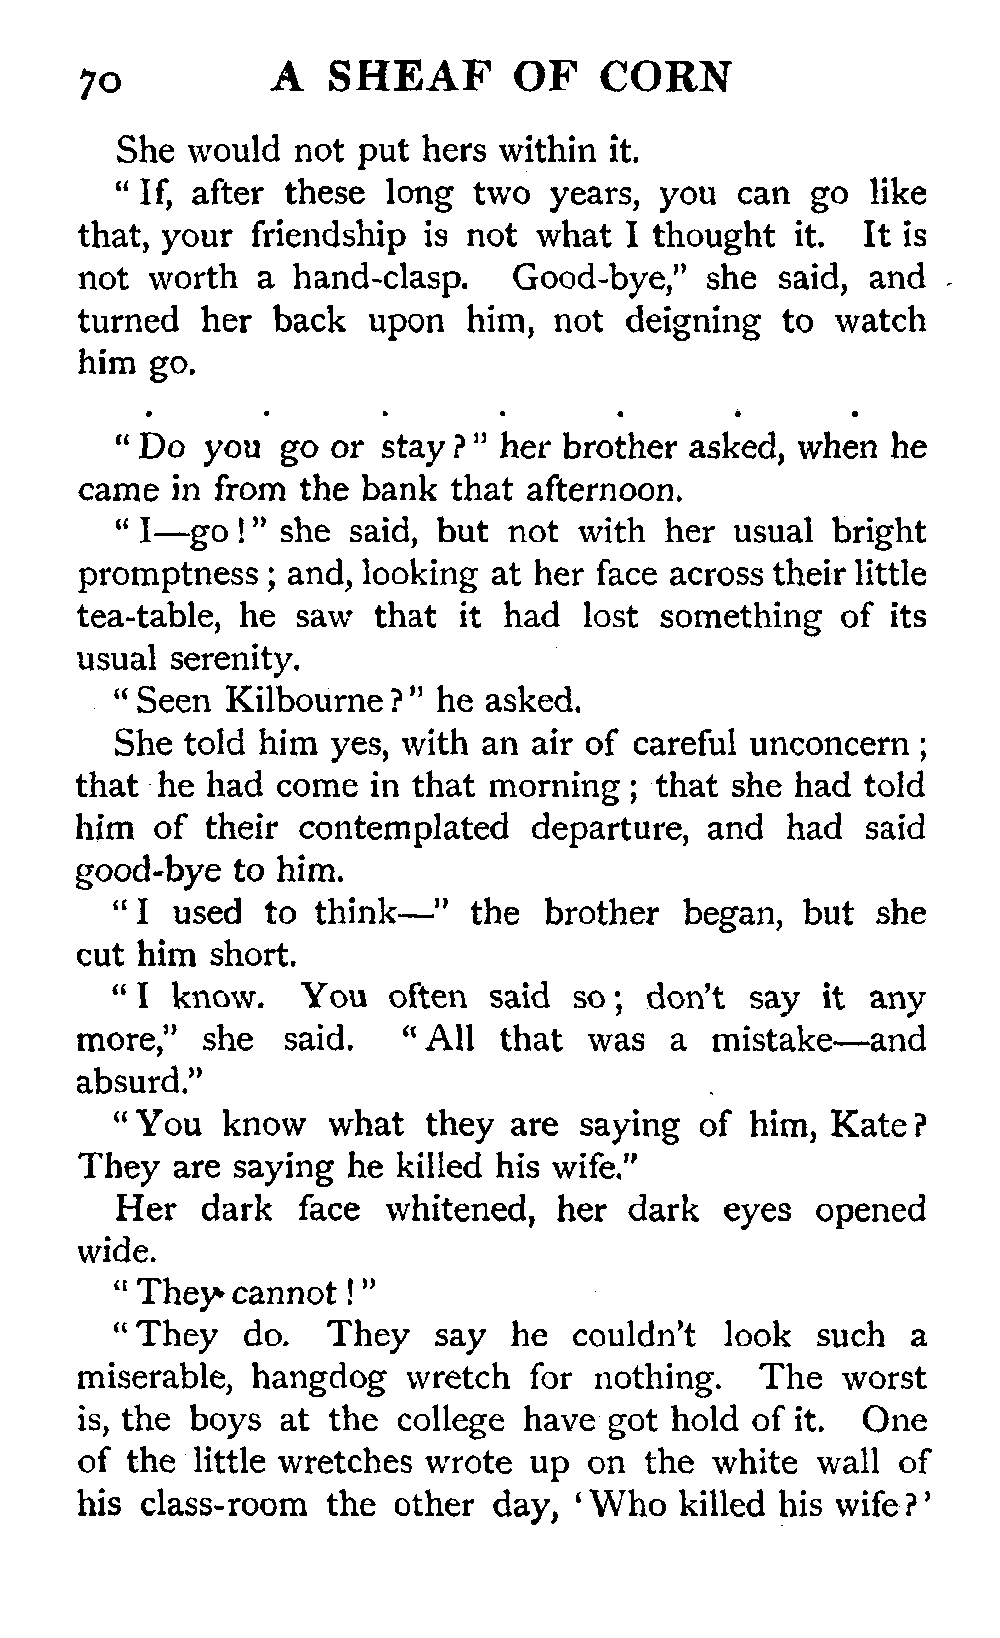 70 A SHEAF OF CORN
She would not put hers within it.
“ If, after these long two years, you can go like
that, your friendship is not what I thought it. It is
not worth a hand-clasp. Good-bye,” she said, and
turned her back upon him, not deigning to watch
him go.
. . . . . . .
“ Do you go or stay ? ” her brother asked, when he
came in from the bank that afternoon.
“ I—go ! ” she said, but not with her usual bright
promptness ; and, looking at her face across their little
tea-table, he saw that it had lost something of its
usual serenity.
“ Seen Kilbourne ? ” he asked.
She told him yes, with an air of careful unconcern ;
that he had come in that morning ; that she had told
him of their contemplated departure, and had said
good-bye to him.
“ I used to think—” the brother began, but she
cut him short.
“ I know. You often said so ; don’t say it any
more,” she said. “ All that was a mistake—and
absurd.”
“ You know what they are saying of him, Kate ?
They are saying he killed his wife.”
Her dark face whitened, her dark eyes opened
wide.
“ They cannot ! ”
“ They do. They say he couldn’t look such a
miserable, hangdog wretch for nothing. The worst
is, the boys at the college have got hold of it. One
of the little wretches wrote up on the white wall of
his class-room the other day, ‘ Who killed his wife ? ’